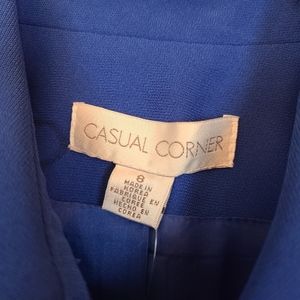 CASUAL CORNER
8
MADE IN
KOREA
FABRIQUE EN
COREE
HECHO EN
COREA